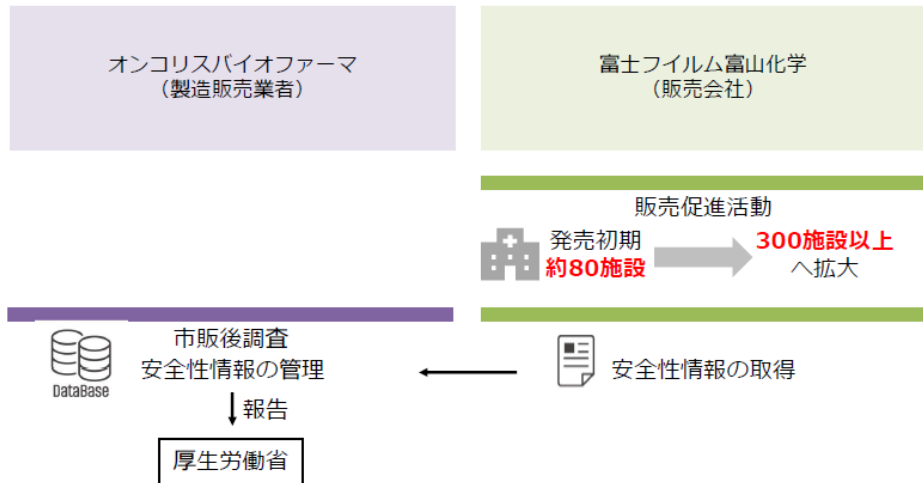 オンコリスバイオファーマ
（製造販売業者）
富士フイルム富山化学
（販売会社）
販売促進活動
発売初期
約80施設
300施設以上
へ拡大
市販後調査
安全性情報の管理
DataBase
安全性情報の取得
報告
厚生労働省